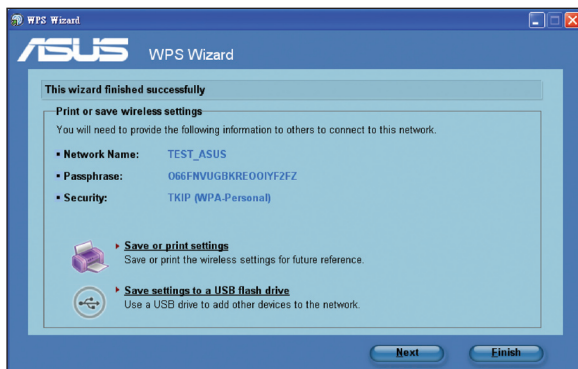 WPS Wizard
ASUS WPS Wizard
This wizard finished successfully
Print or save wireless settings
You will need to provide the following information to others to connect to this network.
Network Name: TEST_ASUS
Passphrase: O66FNVUGBKREOOIYF2FZ
Security: TKIP (WPA-Personal)
Save or print settings
Save or print the wireless settings for future reference.
Save settings to a USB flash drive
Use a USB drive to add other devices to the network.
Next Finish